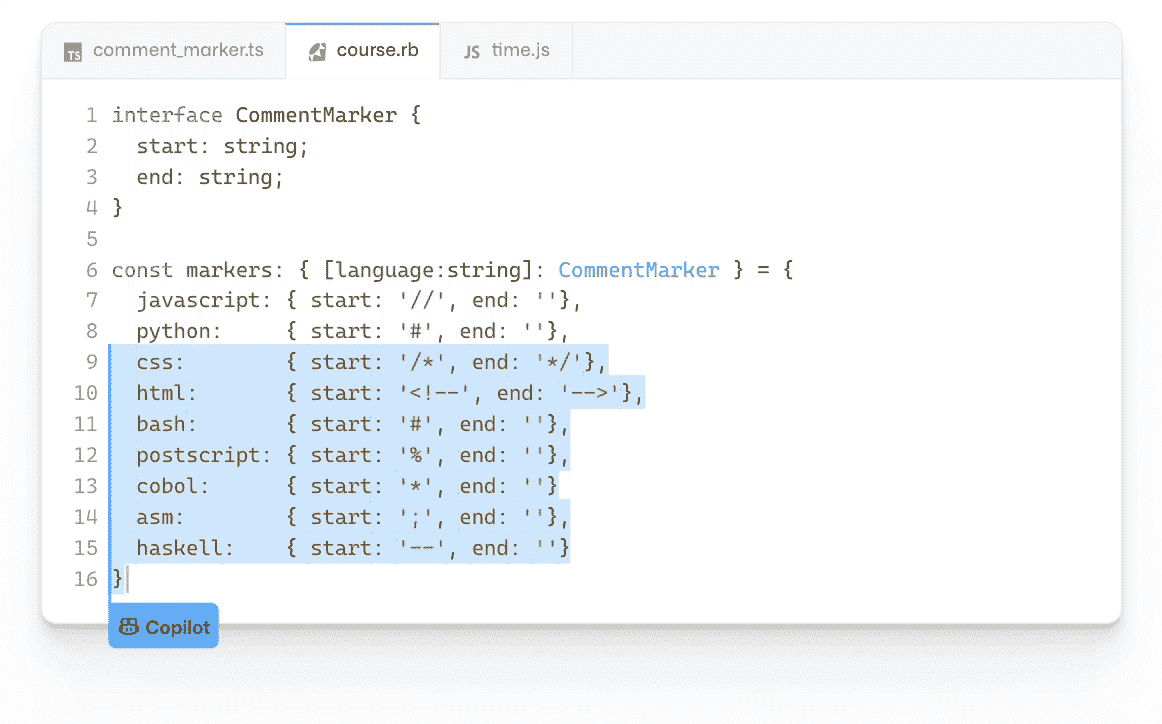 TS comment_marker.ts course.rb JS time.js
1 interface CommentMarker {
2   start: string;
3   end: string;
4 }
5
6 const markers: { [language:string]: CommentMarker } = {
7   javascript: { start: '//', end: ''},
8   python:     { start: '#', end: ''},
9   css:        { start: '/*', end: '*/'},
10   html:       { start: '<!--', end: '-->'},
11   bash:       { start: '#', end: ''},
12   postscript: { start: '%', end: ''},
13   cobol:      { start: '*', end: ''}
14   asm:        { start: ';', end: ''},
15   haskell:    { start: '--', end: ''}
16 }
Copilot